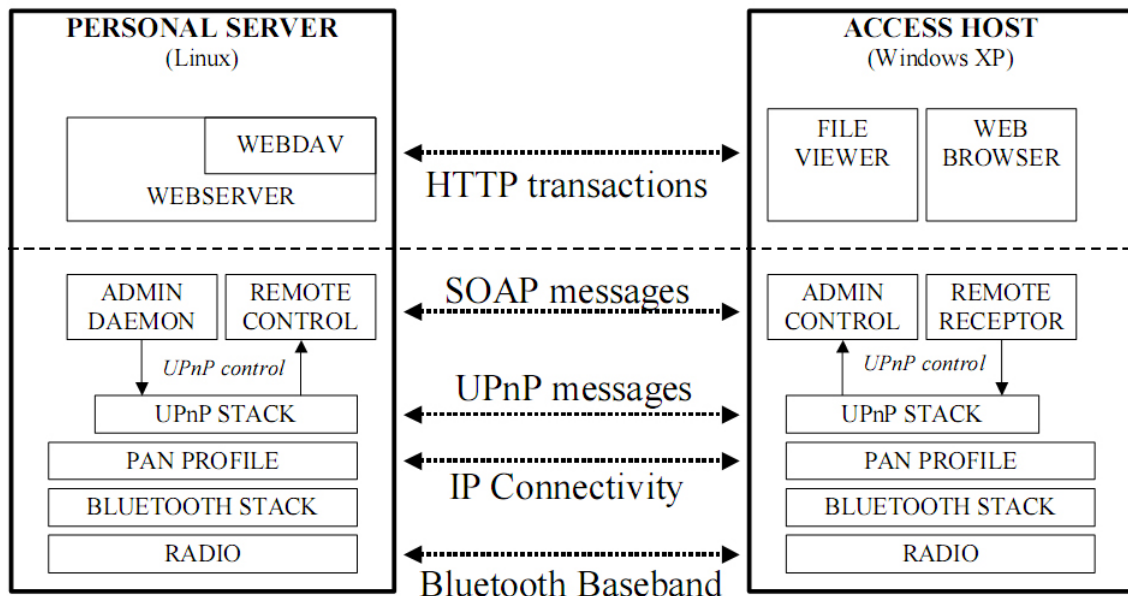 PERSONAL SERVER
(Linux)
WEBDAV
WEBSERVER
ADMIN
DAEMON
REMOTE
CONTROL
UPnP control
UPnP STACK
PAN PROFILE
BLUETOOTH STACK
RADIO
HTTP transactions
SOAP messages
UPnP messages
IP Connectivity
Bluetooth Baseband
ACCESS HOST
(Windows XP)
FILE
VIEWER
WEB
BROWSER
ADMIN
CONTROL
REMOTE
RECEPTOR
UPnP control
UPnP STACK
PAN PROFILE
BLUETOOTH STACK
RADIO